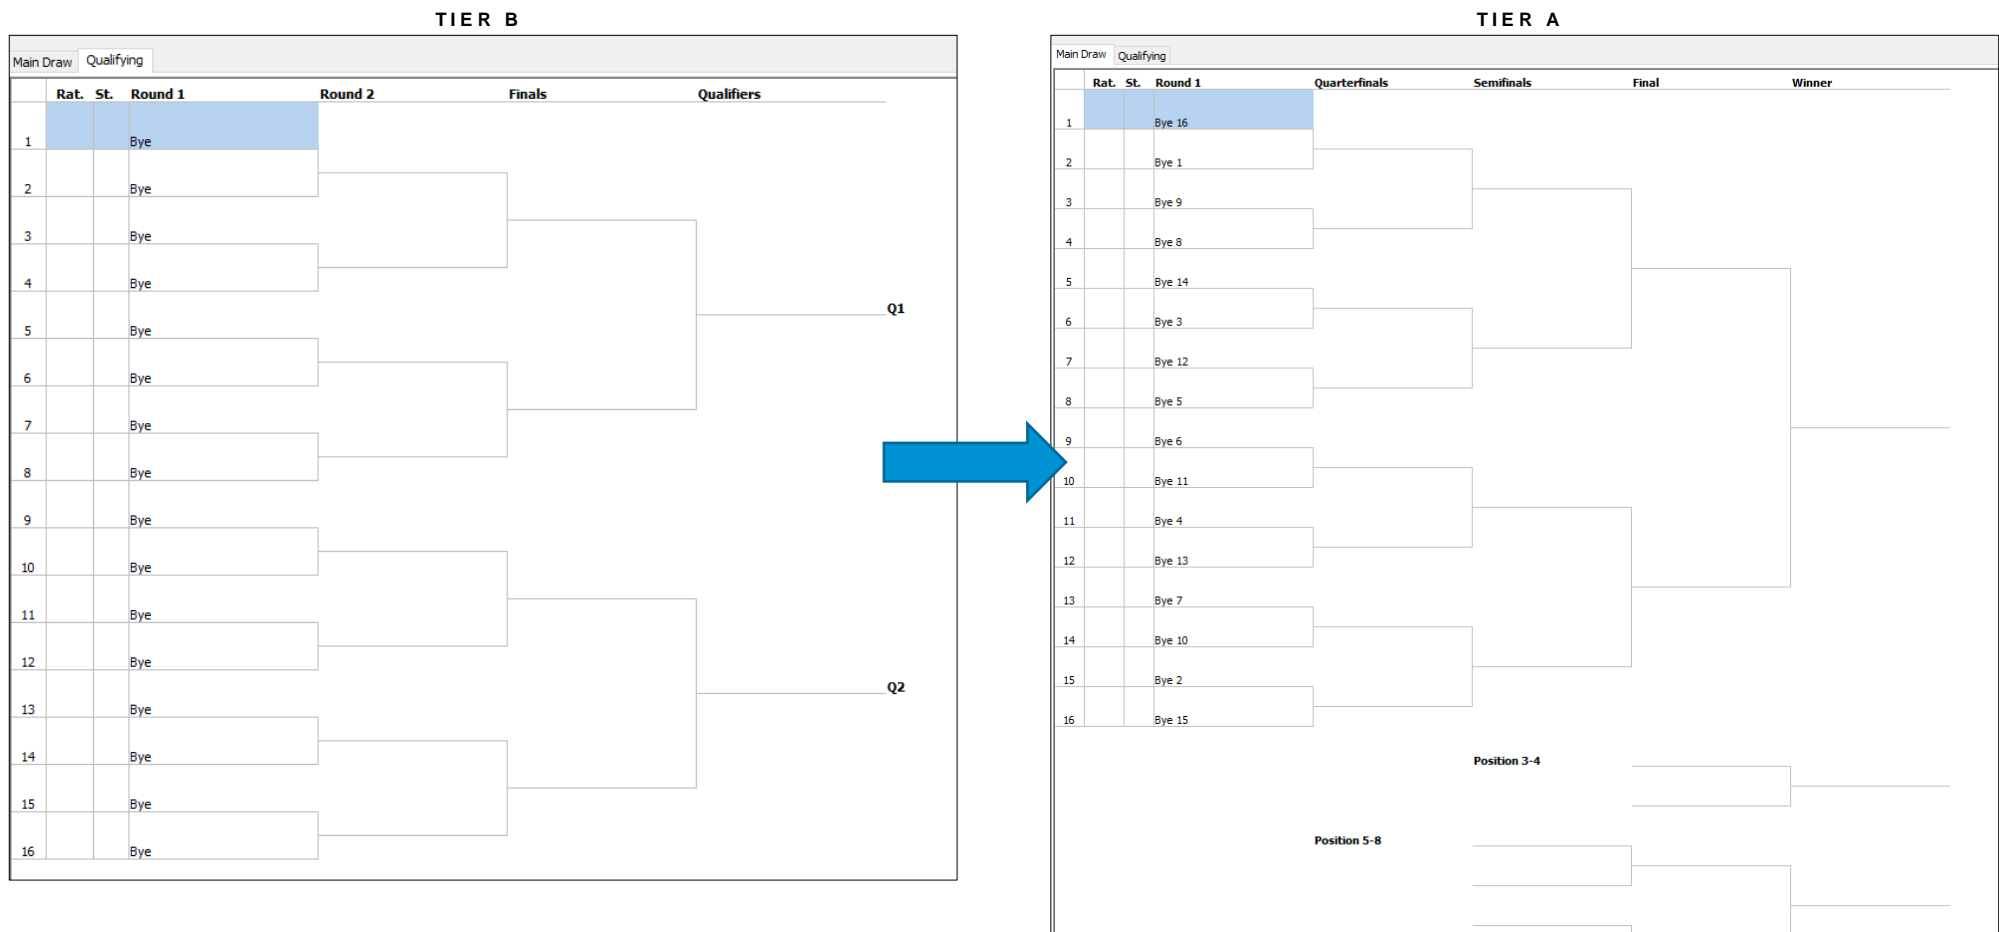 TIER B
Main Draw Qualifying
Rat. St. Round 1 Round 2 Finals Qualifiers
1 Bye
2 Bye
3 Bye
4 Bye
Q1
5 Bye
6 Bye
7 Bye
8 Bye
9 Bye
10 Bye
11 Bye
12 Bye
Q2
13 Bye
14 Bye
15 Bye
16 Bye
TIER A
Main Draw Qualifying
Rat. St. Round 1 Quarterfinals Semifinals Final Winner
1 Bye 16
2 Bye 1
3 Bye 9
4 Bye 8
5 Bye 14
6 Bye 3
7 Bye 12
8 Bye 5
9 Bye 6
10 Bye 11
11 Bye 4
12 Bye 13
13 Bye 7
14 Bye 10
15 Bye 2
16 Bye 15
Position 3-4
Position 5-8